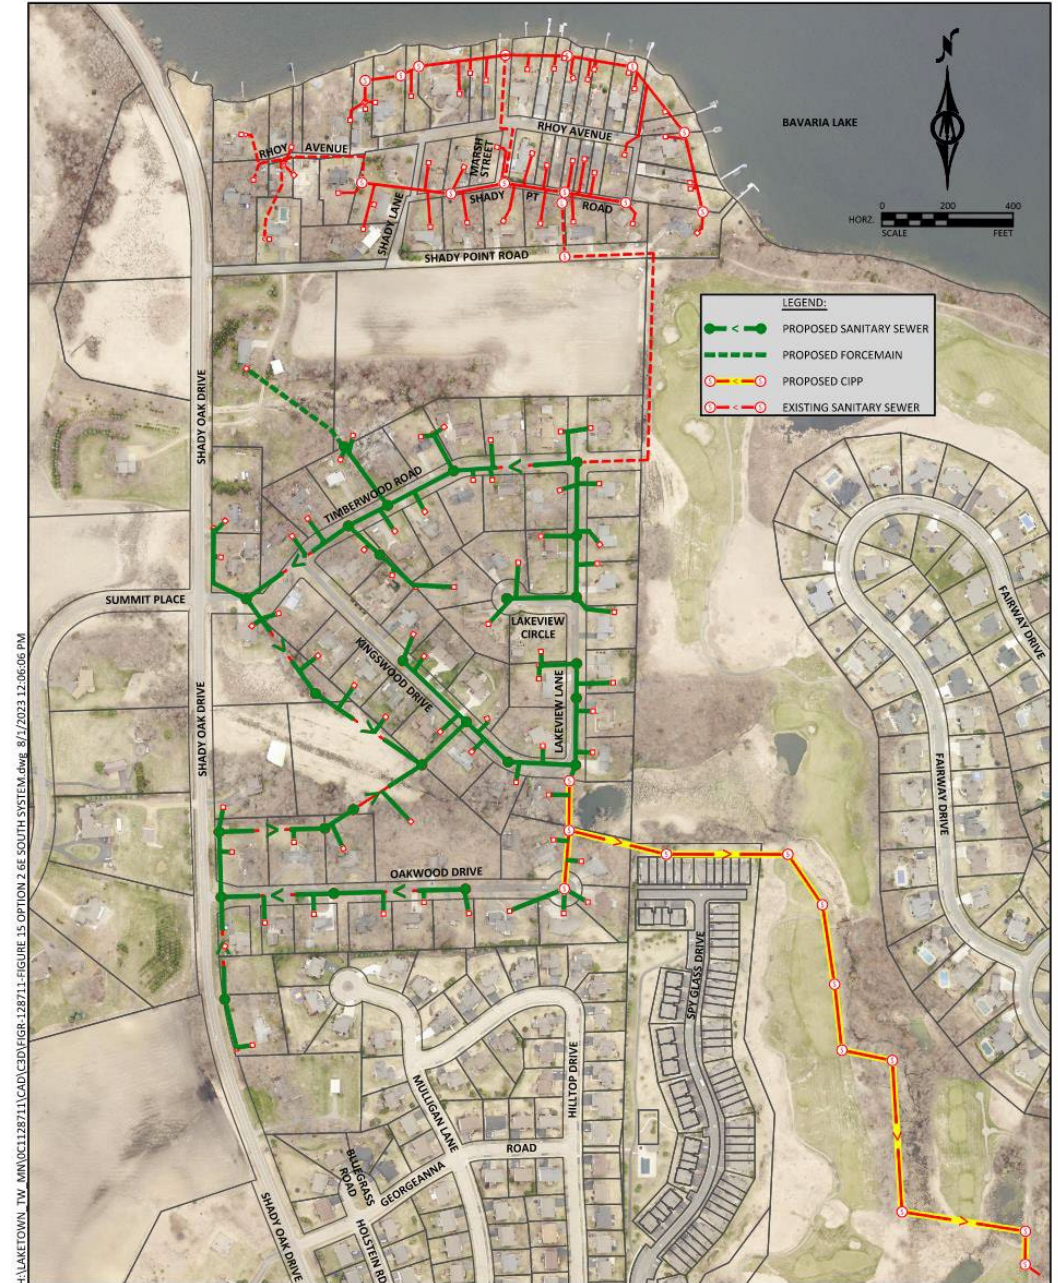 N
BAVARIA LAKE
0 200 400
HORZ.
SCALE FEET
RHOY AVENUE
RHOY AVENUE
MARSH
STREET
SHADY PT ROAD
SHADY LANE
SHADY POINT ROAD
LEGEND:
PROPOSED SANITARY SEWER
PROPOSED FORCEMAIN
PROPOSED CIPP
EXISTING SANITARY SEWER
SHADY OAK DRIVE
TIMBERWOOD ROAD
SUMMIT PLACE
LAKEVIEW
CIRCLE
FAIRWAY DRIVE
KINGSWOOD DRIVE
LAKEVIEW LANE
SHADY OAK DRIVE
FAIRWAY DRIVE
OAKWOOD DRIVE
SPY GLASS DRIVE
MULLIGAN LANE
HILLTOP DRIVE
BLUEGRASS
ROAD
GEORGEANNA ROAD
SHADY OAK DRIVE
HOLSTEIN RD
H:\LAKETOWN_TW_MN\0C1128711\CAD\C3D\FIGR-128711-FIGURE 15 OPTION 2 6E SOUTH SYSTEM.dwg 8/1/2023 12:06:06 PM